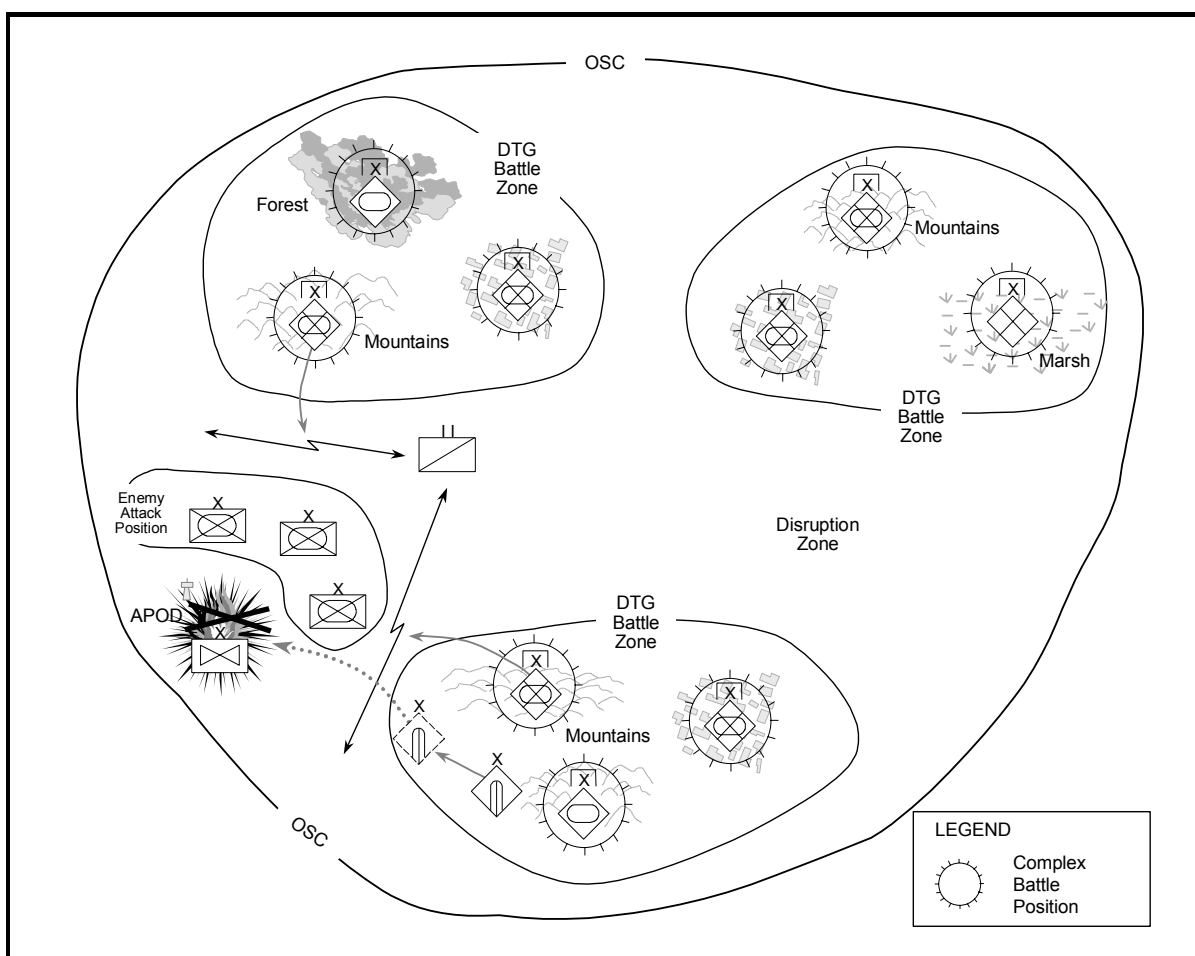 OSC
DTG
Battle
Zone
Forest
X
X
X
Mountains
X
Mountains
X
X
Marsh
DTG
Battle
Zone
Enemy
Attack
Position
X
X
X
Disruption
Zone
APOD
X
DTG
Battle
Zone
X
X
Mountains
X
X
X
OSC
LEGEND
Complex
Battle
Position